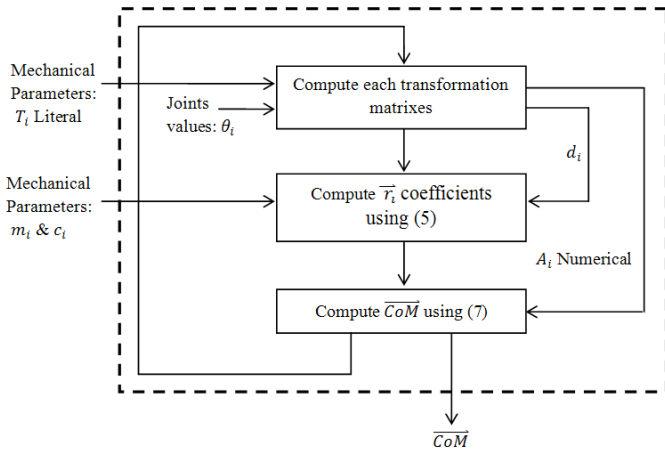 Mechanical
Parameters:
T_i Literal
Joints
values: θ_i
Compute each transformation
matrixes
d_i
Mechanical
Parameters:
m_i & c_i
Compute r⃗_i coefficients
using (5)
A_i Numerical
Compute CoM⃗ using (7)
CoM⃗